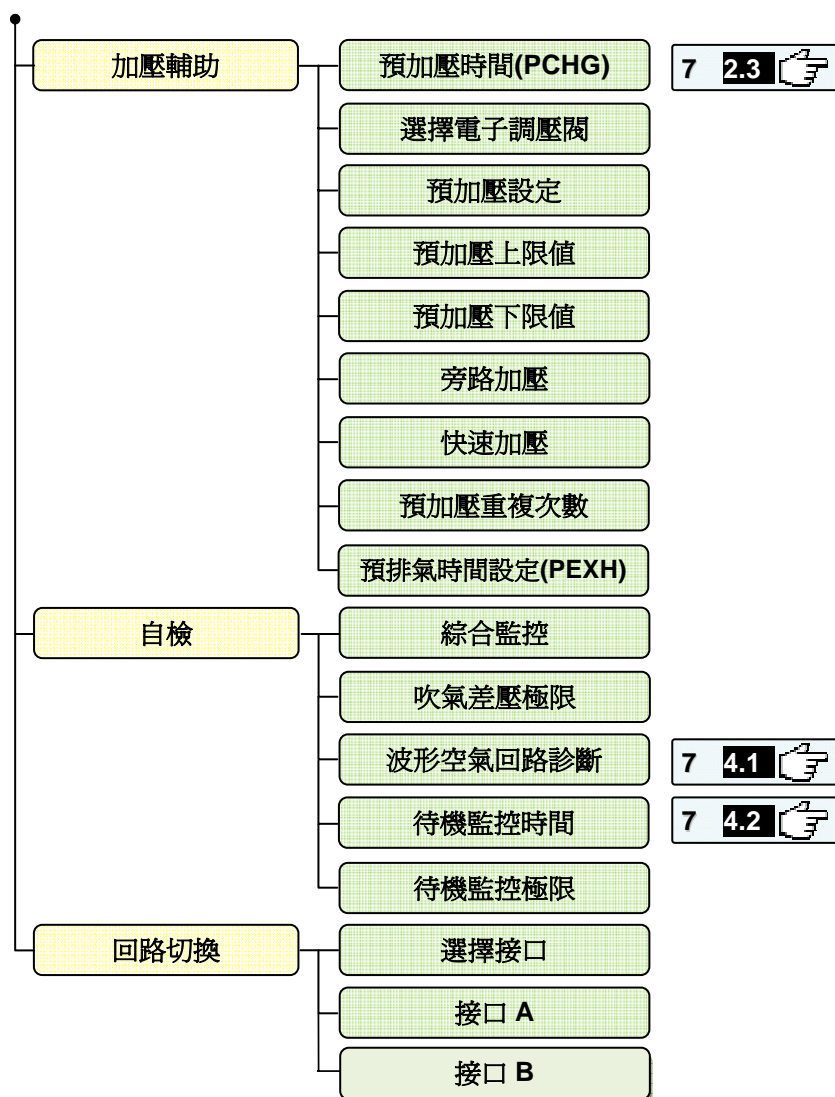 加壓輔助 預加壓時間(PCHG) 7 2.3
選擇電子調壓閥
預加壓設定
預加壓上限值
預加壓下限值
旁路加壓
快速加壓
預加壓重複次數
預排氣時間設定(PEXH)
自檢 綜合監控
吹氣差壓極限
波形空氣回路診斷 7 4.1
待機監控時間 7 4.2
待機監控極限
回路切換 選擇接口
接口 A
接口 B